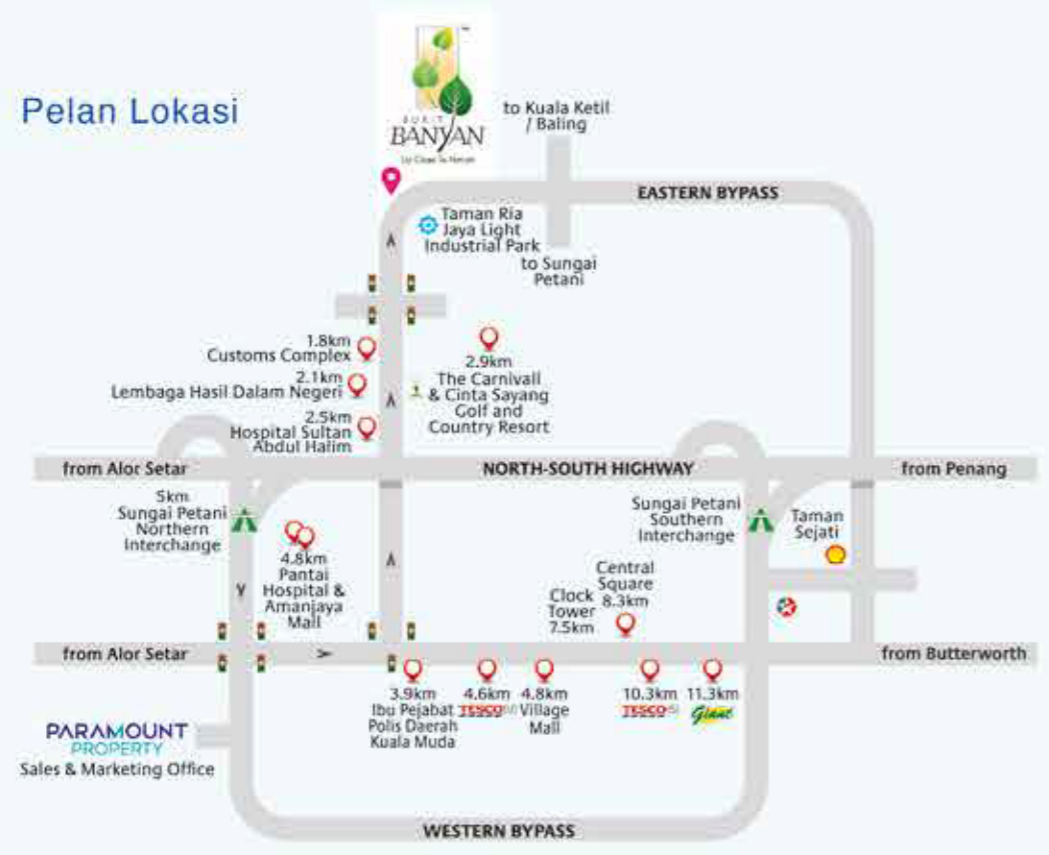 Pelan Lokasi
BUKIT
BANYAN
Up Close To Nature
to Kuala Ketil
/ Baling
EASTERN BYPASS
Taman Ria
Jaya Light
Industrial Park
to Sungai
Petani
1.8km
Customs Complex
2.1km
Lembaga Hasil Dalam Negeri
2.5km
Hospital Sultan
Abdul Halim
2.9km
The Carnivall
& Cinta Sayang
Golf and
Country Resort
from Alor Setar
NORTH-SOUTH HIGHWAY
from Penang
5km
Sungai Petani
Northern
Interchange
4.8km
Pantai
Hospital &
Amanjaya
Mall
Sungai Petani
Southern
Interchange
Taman
Sejati
Central
Square
8.3km
Clock
Tower
7.5km
from Alor Setar
from Butterworth
3.9km
Ibu Pejabat
Polis Daerah
Kuala Muda
4.6km
TESCO
4.8km
Village
Mall
10.3km
TESCO
11.3km
Giant
PARAMOUNT
PROPERTY
Sales & Marketing Office
WESTERN BYPASS